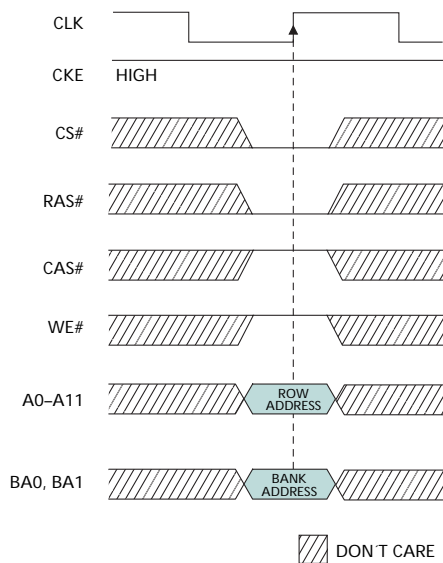 CLK
CKE HIGH
CS#
RAS#
CAS#
WE#
A0–A11 ROW
ADDRESS
BA0, BA1 BANK
ADDRESS
DON´T CARE